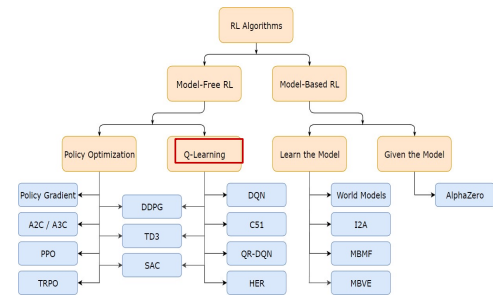 RL Algorithms
Model-Free RL
Model-Based RL
Policy Optimization
Q-Learning
Learn the Model
Given the Model
Policy Gradient
A2C / A3C
PPO
TRPO
DDPG
TD3
SAC
DQN
C51
QR-DQN
HER
World Models
I2A
MBMF
MBVE
AlphaZero